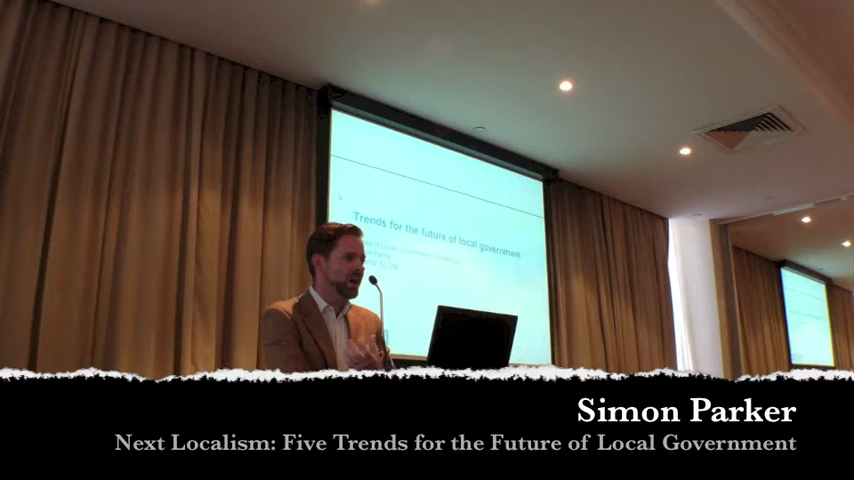 Trends for the future of local government
Simon Parker
Next Localism: Five Trends for the Future of Local Government